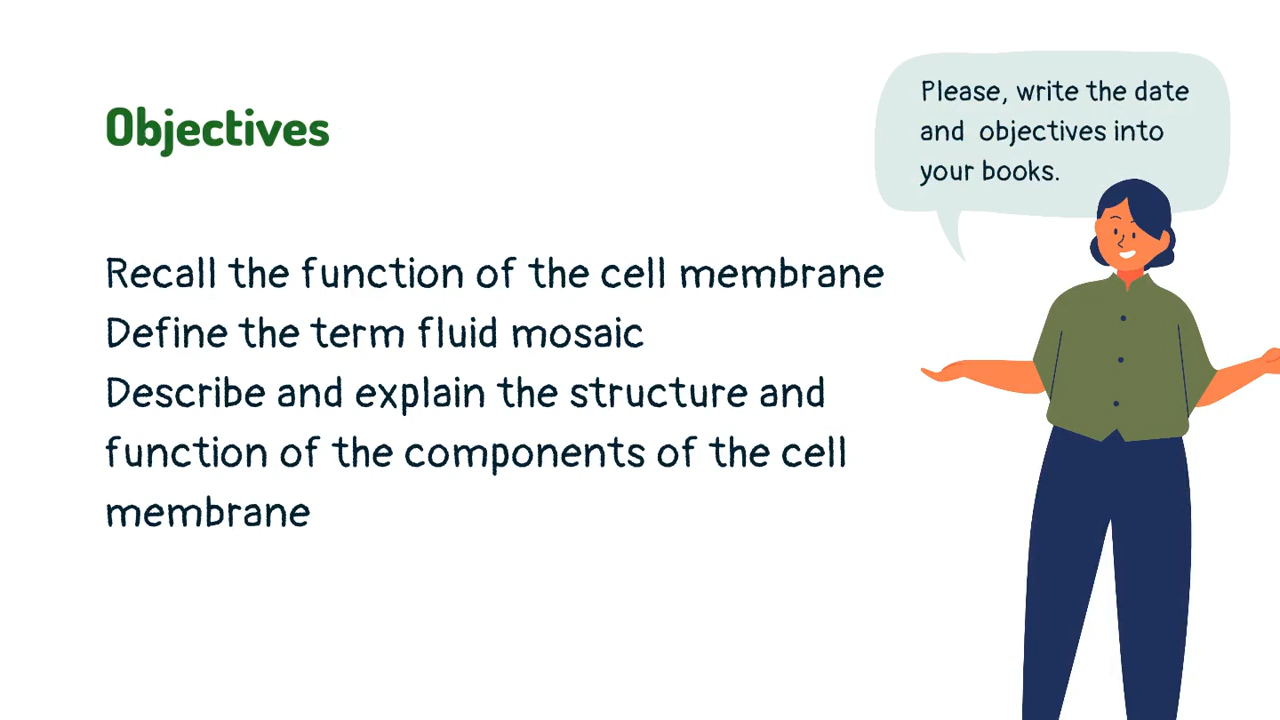 Objectives
Please, write the date
and objectives into
your books.
Recall the function of the cell membrane
Define the term fluid mosaic
Describe and explain the structure and
function of the components of the cell
membrane